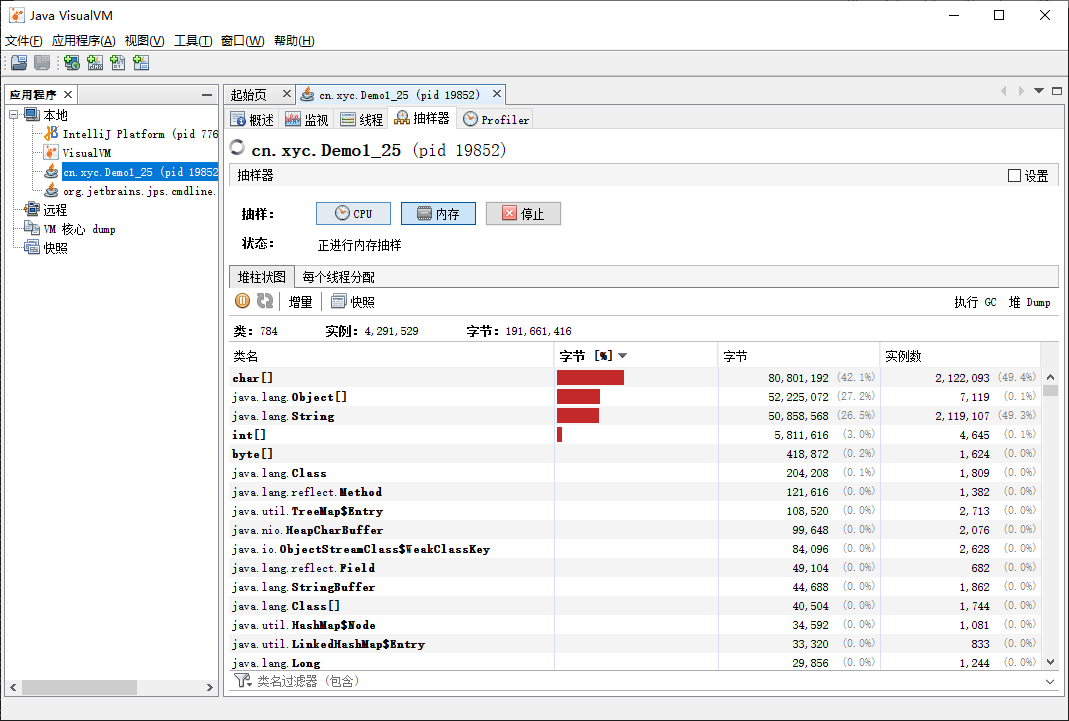 Java VisualVM
文件(F) 应用程序(A) 视图(V) 工具(T) 窗口(W) 帮助(H)
应用程序
本地
IntelliJ Platform (pid 776
VisualVM
cn.xyc.Demo1_25 (pid 19852
org.jetbrains.jps.cmdline.
远程
VM 核心 dump
快照
起始页 cn.xyc.Demo1_25 (pid 19852)
概述 监视 线程 抽样器 Profiler
cn.xyc.Demo1_25 (pid 19852)
抽样器 设置
抽样: CPU 内存 停止
状态: 正进行内存抽样
堆柱状图 每个线程分配
增量 快照 执行 GC 堆 Dump
类: 784 实例: 4,291,529 字节: 191,661,416
类名 字节 [%] 字节 实例数
char[] 80,801,192 (42.1%) 2,122,093 (49.4%)
java.lang.Object[] 52,225,072 (27.2%) 7,119 (0.1%)
java.lang.String 50,858,568 (26.5%) 2,119,107 (49.3%)
int[] 5,811,616 (3.0%) 4,645 (0.1%)
byte[] 418,872 (0.2%) 1,624 (0.0%)
java.lang.Class 204,208 (0.1%) 1,809 (0.0%)
java.lang.reflect.Method 121,616 (0.0%) 1,382 (0.0%)
java.util.TreeMap$Entry 108,520 (0.0%) 2,713 (0.0%)
java.nio.HeapCharBuffer 99,648 (0.0%) 2,076 (0.0%)
java.io.ObjectStreamClass$WeakClassKey 84,096 (0.0%) 2,628 (0.0%)
java.lang.reflect.Field 49,104 (0.0%) 682 (0.0%)
java.lang.StringBuffer 44,688 (0.0%) 1,862 (0.0%)
java.lang.Class[] 40,504 (0.0%) 1,744 (0.0%)
java.util.HashMap$Node 34,592 (0.0%) 1,081 (0.0%)
java.util.LinkedHashMap$Entry 33,320 (0.0%) 833 (0.0%)
java.lang.Long 29,856 (0.0%) 1,244 (0.0%)
类名过滤器 (包含)